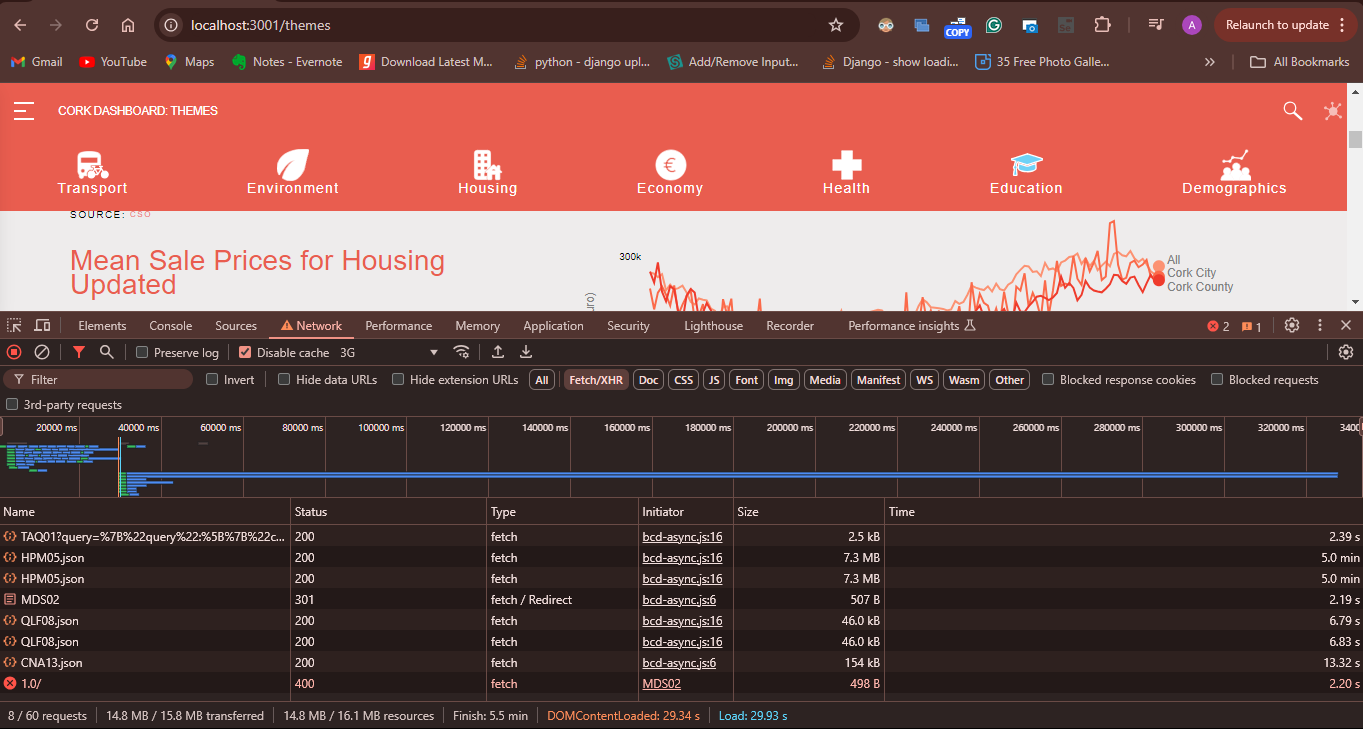 localhost:3001/themes
COPY
A
Relaunch to update
Gmail YouTube Maps Notes - Evernote Download Latest M... python - django upl... Add/Remove Input... Django - show loadi... 35 Free Photo Galle... » All Bookmarks
CORK DASHBOARD: THEMES
Transport Environment Housing Economy Health Education Demographics
SOURCE: CSO
Mean Sale Prices for Housing
Updated
300k
uro)
All
Cork City
Cork County
Elements Console Sources Network Performance Memory Application Security Lighthouse Recorder Performance insights 2 1
Preserve log Disable cache 3G
Filter Invert Hide data URLs Hide extension URLs All Fetch/XHR Doc CSS JS Font Img Media Manifest WS Wasm Other Blocked response cookies Blocked requests
3rd-party requests
20000 ms 40000 ms 60000 ms 80000 ms 100000 ms 120000 ms 140000 ms 160000 ms 180000 ms 200000 ms 220000 ms 240000 ms 260000 ms 280000 ms 300000 ms 320000 ms 3400
Name Status Type Initiator Size Time
TAQ01?query=%7B%22query%22:%5B%7B%22c... 200 fetch bcd-async.js:16 2.5 kB 2.39 s
HPM05.json 200 fetch bcd-async.js:16 7.3 MB 5.0 min
HPM05.json 200 fetch bcd-async.js:16 7.3 MB 5.0 min
MDS02 301 fetch / Redirect bcd-async.js:6 507 B 2.19 s
QLF08.json 200 fetch bcd-async.js:16 46.0 kB 6.79 s
QLF08.json 200 fetch bcd-async.js:16 46.0 kB 6.83 s
CNA13.json 200 fetch bcd-async.js:6 154 kB 13.32 s
1.0/ 400 fetch MDS02 498 B 2.20 s
8 / 60 requests 14.8 MB / 15.8 MB transferred 14.8 MB / 16.1 MB resources Finish: 5.5 min DOMContentLoaded: 29.34 s Load: 29.93 s